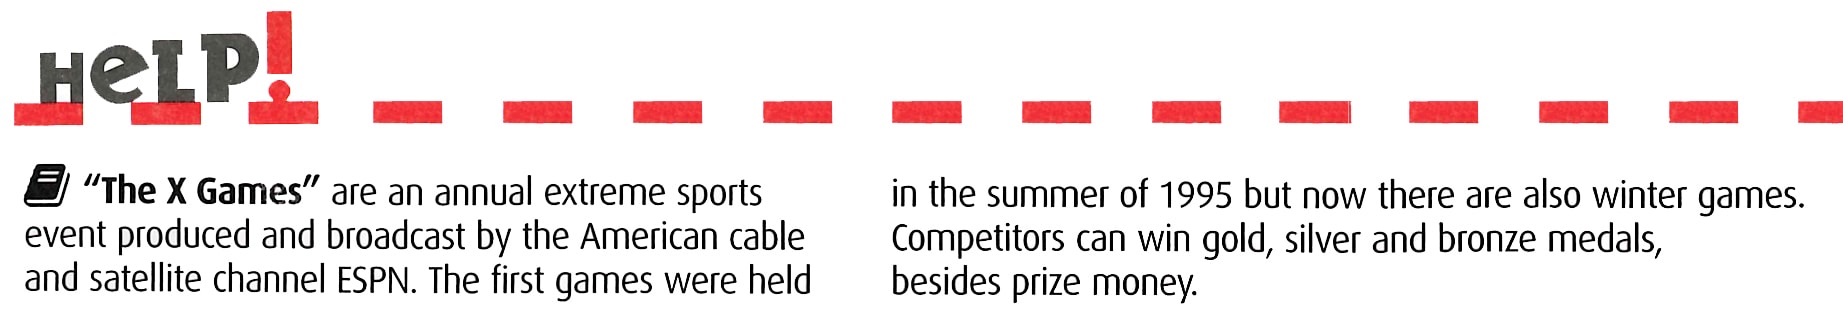 HeLP!
“The X Games” are an annual extreme sports
event produced and broadcast by the American cable
and satellite channel ESPN. The first games were held
in the summer of 1995 but now there are also winter games.
Competitors can win gold, silver and bronze medals,
besides prize money.